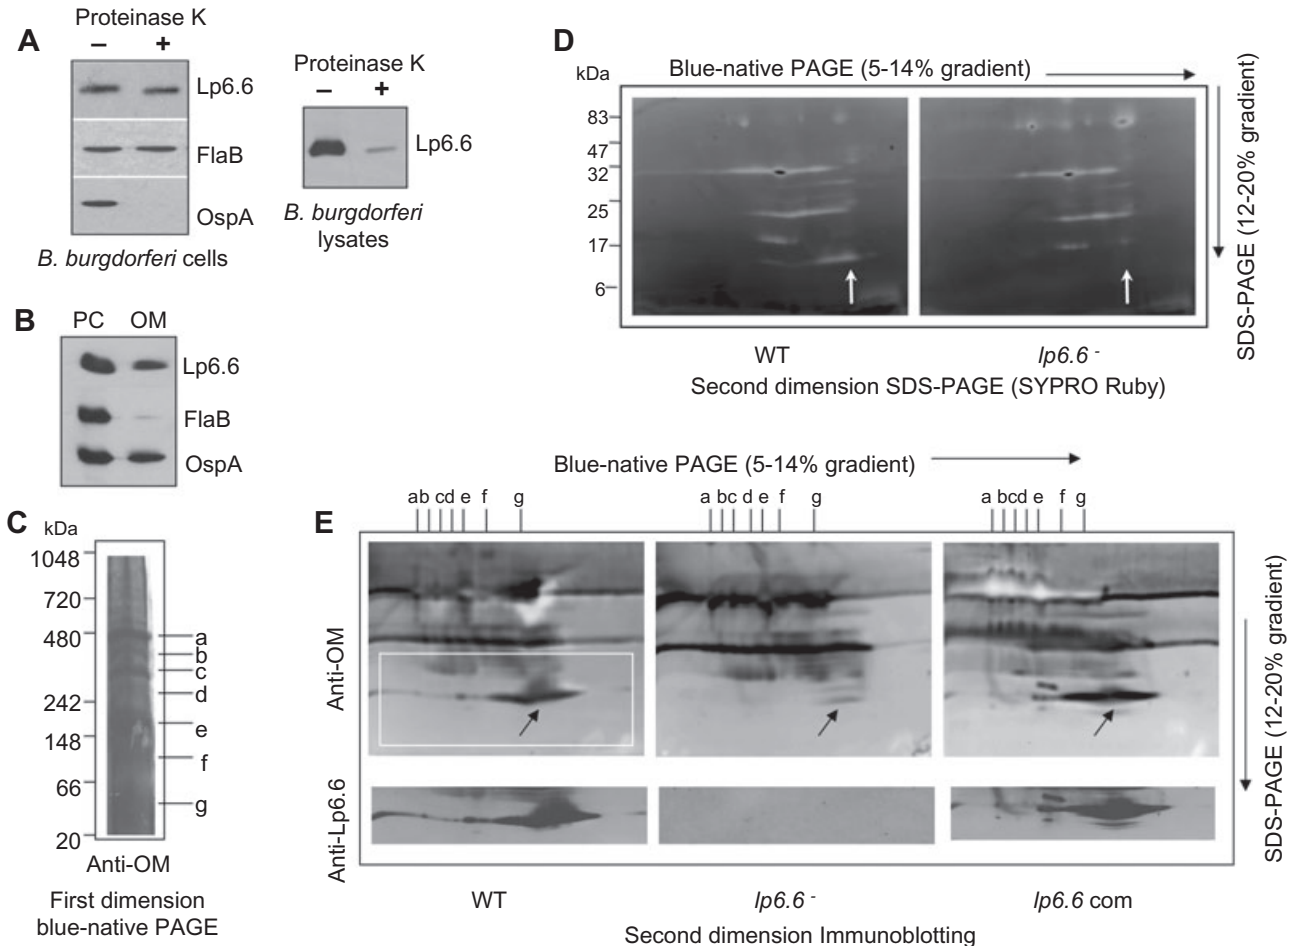 A
Proteinase K
– +
Lp6.6
FlaB
OspA
B. burgdorferi cells
Proteinase K
– +
Lp6.6
B. burgdorferi
lysates
B
PC OM
Lp6.6
FlaB
OspA
C
kDa
1048
720
480
242
148
66
20
a
b
c
d
e
f
g
Anti-OM
First dimension
blue-native PAGE
D
Blue-native PAGE (5-14% gradient)
kDa
83
47
32
25
17
6
SDS-PAGE (12-20% gradient)
WT
lp6.6 -
Second dimension SDS-PAGE (SYPRO Ruby)
E
Blue-native PAGE (5-14% gradient)
a b c d e f g
a b c d e f g
a b c d e f g
Anti-OM
Anti-Lp6.6
SDS-PAGE (12-20% gradient)
WT
lp6.6 -
lp6.6 com
Second dimension Immunoblotting